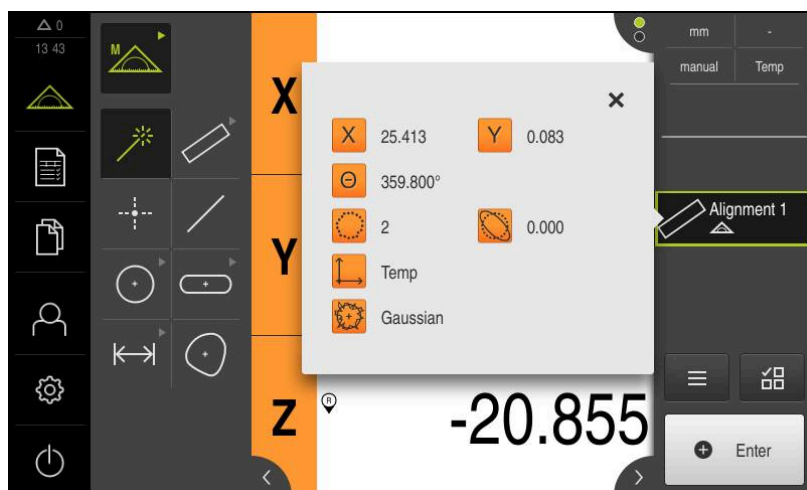 0
13 43
M
X
Y
Z
X 25.413 Y 0.083
Θ 359.800°
2 0.000
Temp
Gaussian
R
-20.855
mm -
manual Temp
Alignment 1
Enter